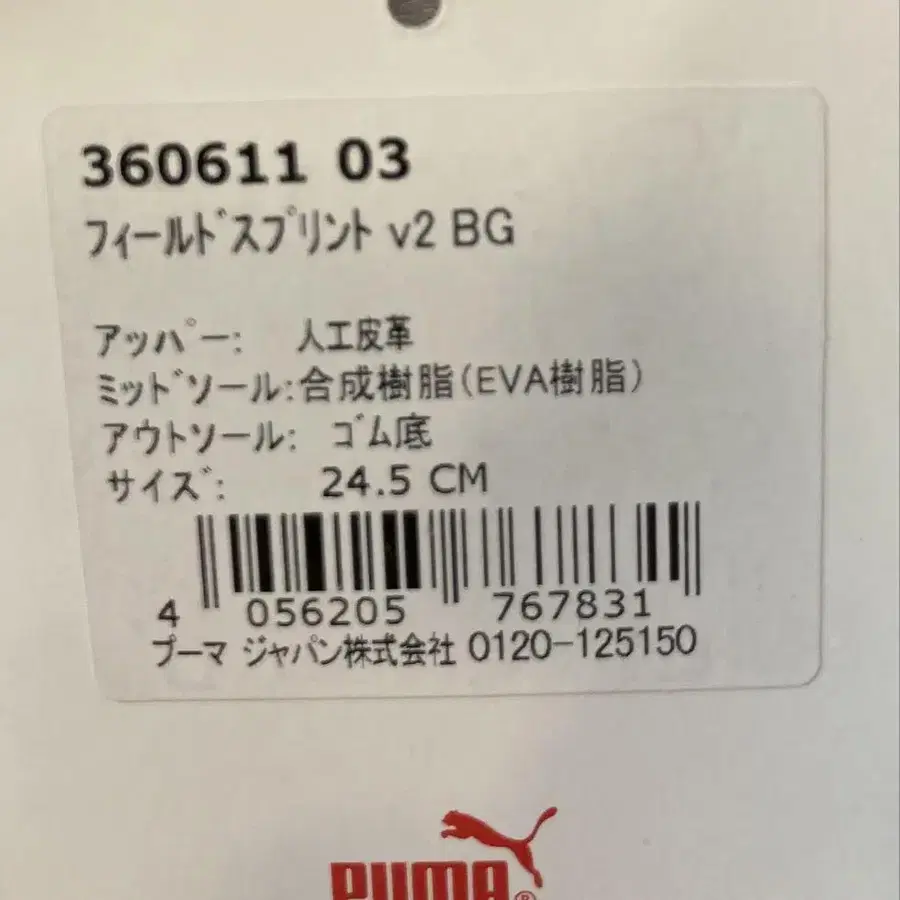 360611 03
フィールドスプリント v2 BG
アッパー: 人工皮革
ミッドソール:合成樹脂(EVA樹脂)
アウトソール: ゴム底
サイズ: 24.5 CM
4 056205 767831
プーマ ジャパン株式会社 0120-125150
PUMA®